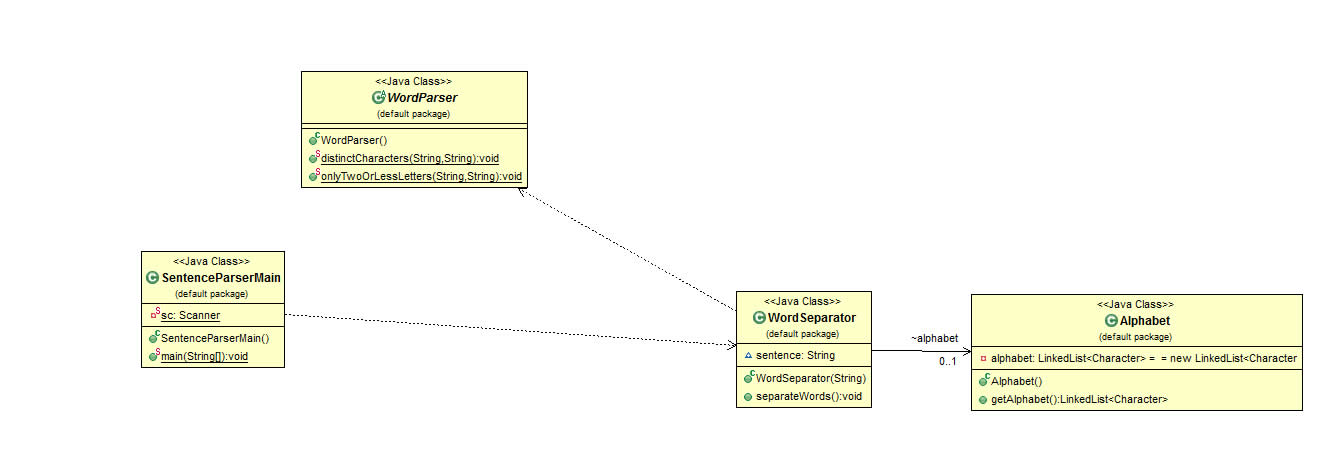 <<Java Class>>
WordParser
(default package)
WordParser()
distinctCharacters(String,String):void
onlyTwoOrLessLetters(String,String):void
<<Java Class>>
SentenceParserMain
(default package)
sc: Scanner
SentenceParserMain()
main(String[]):void
<<Java Class>>
WordSeparator
(default package)
sentence: String
WordSeparator(String)
separateWords():void
~alphabet
0..1
<<Java Class>>
Alphabet
(default package)
alphabet: LinkedList<Character> = = new LinkedList<Character
Alphabet()
getAlphabet():LinkedList<Character>